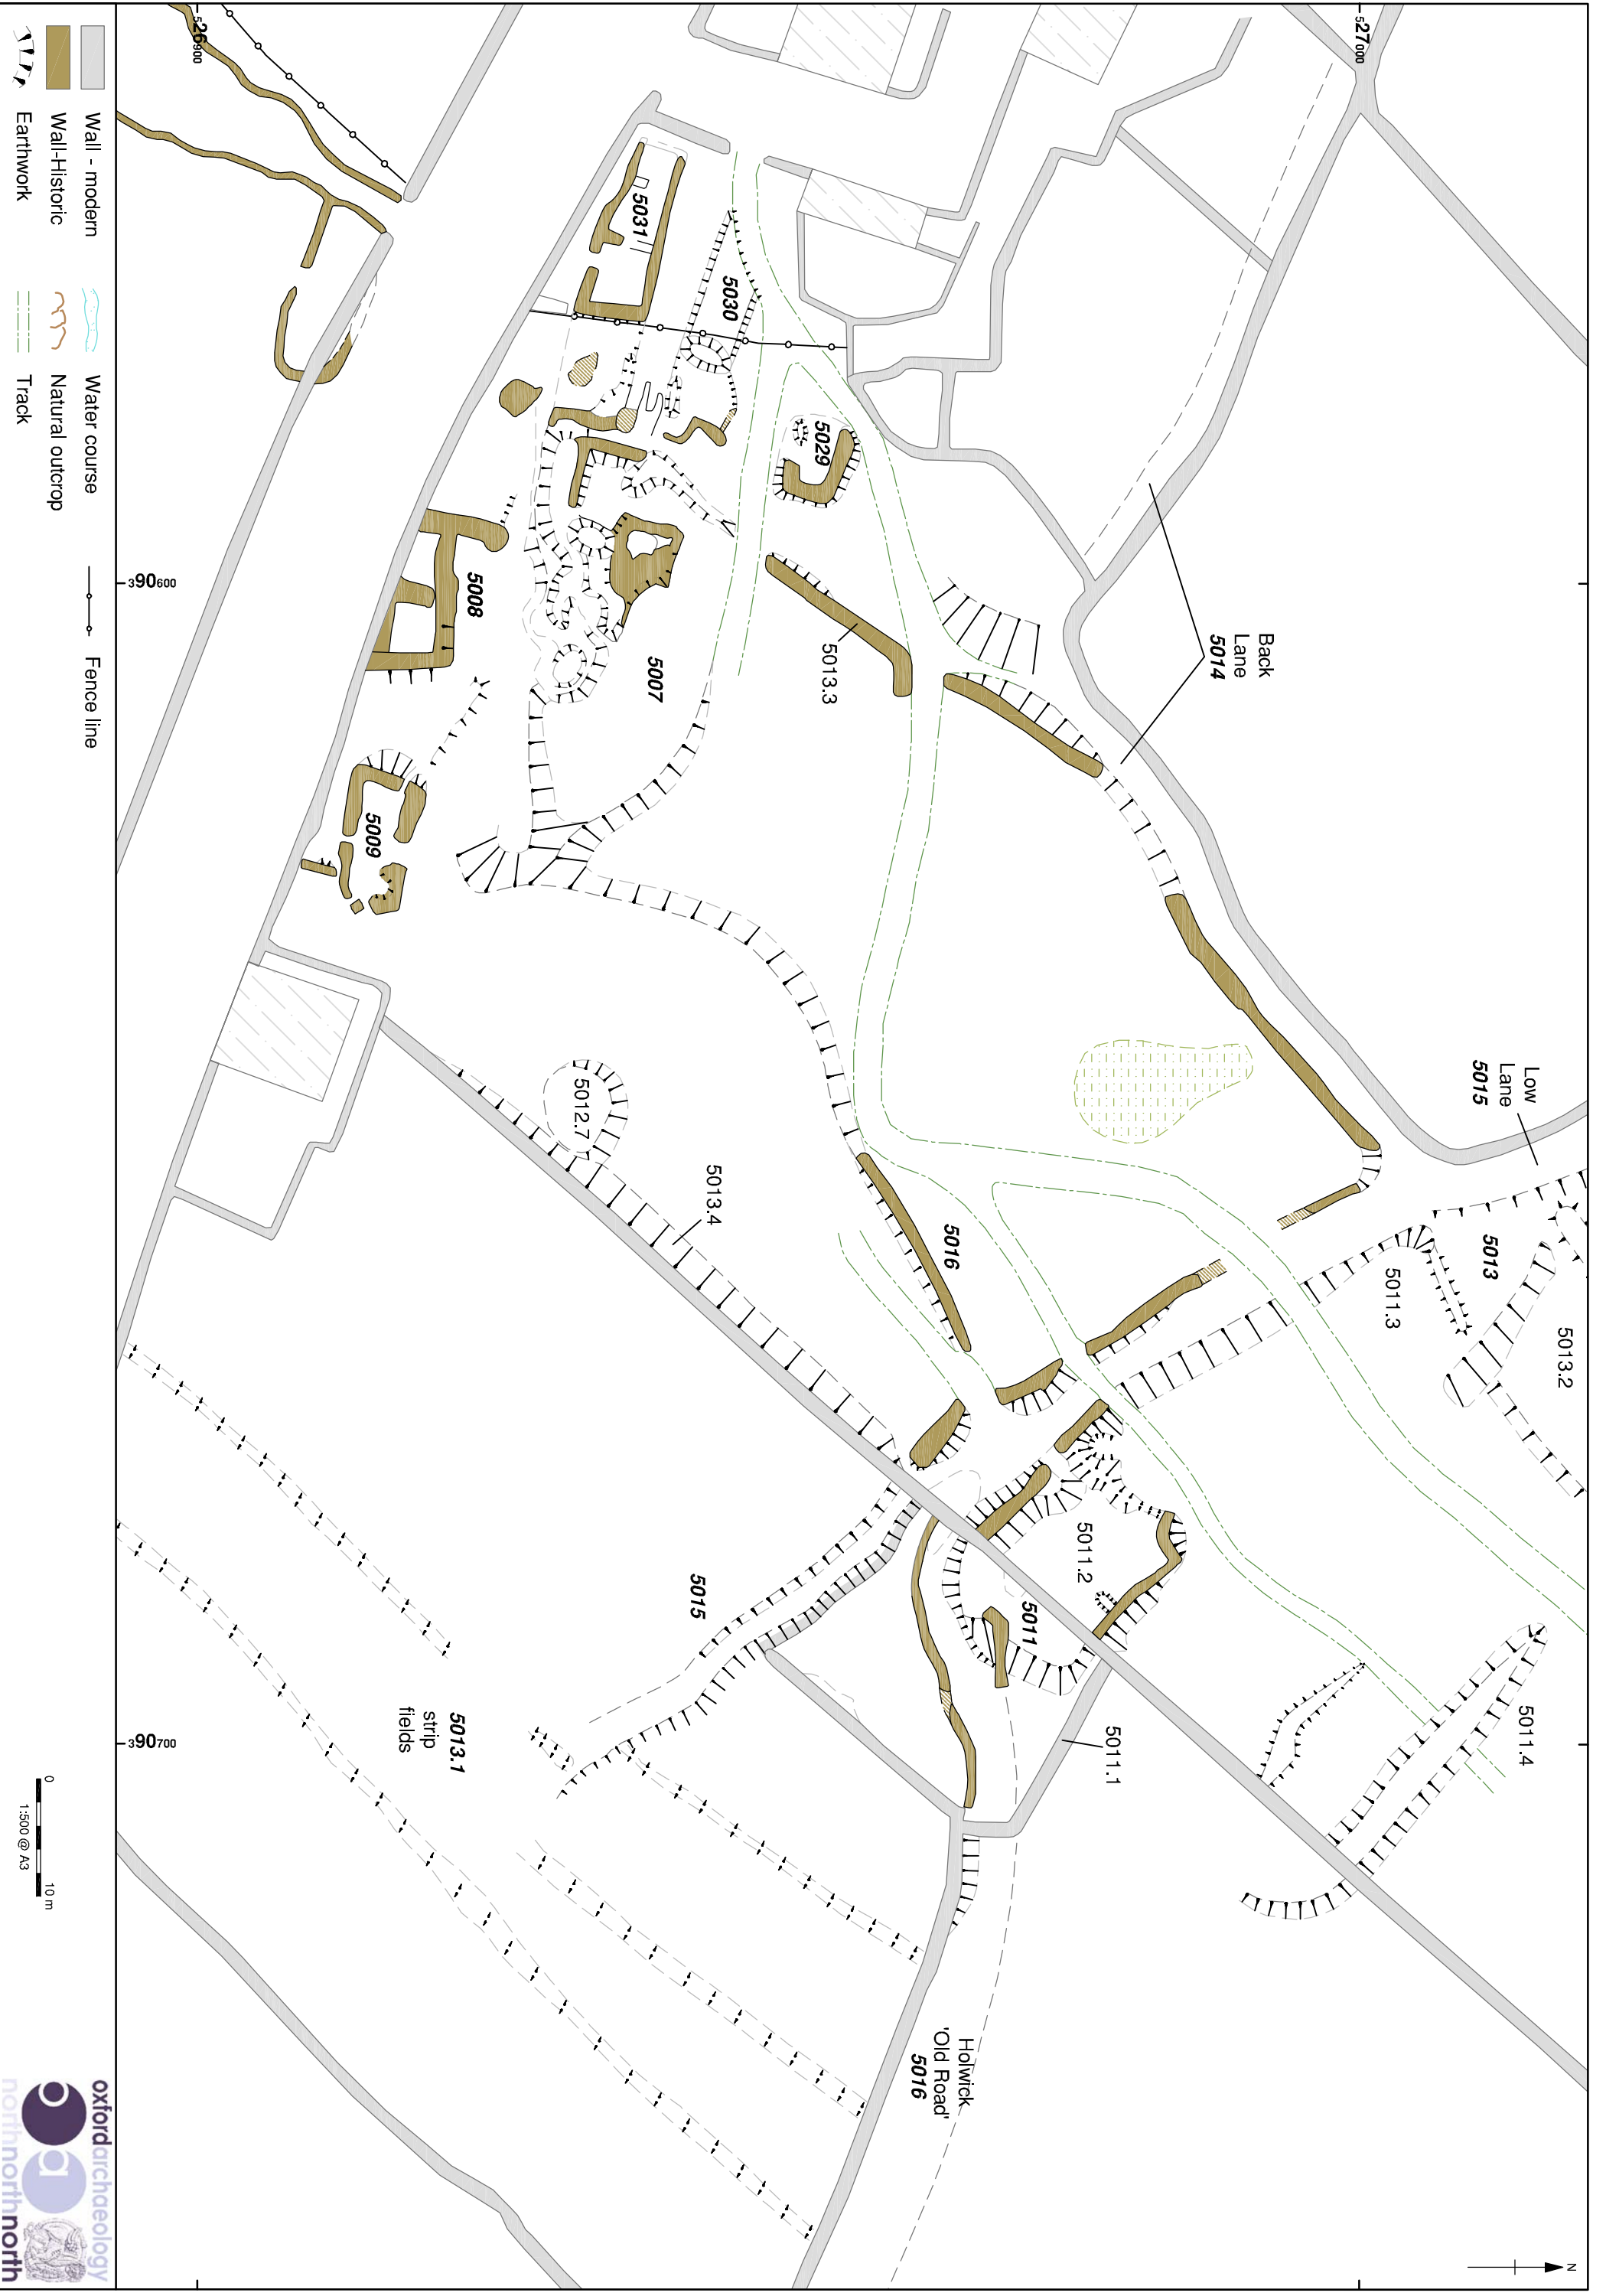 ⁵27000
Back
Lane
5014
Low
Lane
5015
5013
5013.2
5011.3
5031
5030
5029
5013.3
5007
5008
5009
5016
5012.7
5013.4
5011.2
5011
5011.4
5011.1
5015
5013.1
strip
fields
Holwick
'Old Road'
5016
⁵26900
³90600
³90700
Wall - modern
Wall-Historic
Earthwork
Water course
Natural outcrop
Track
Fence line
0
10 m
1:500 @ A3
N
oxfordarchaeology
northnorthnorth